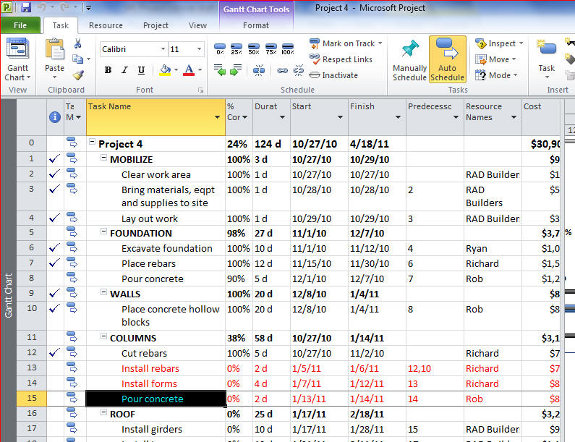 Gantt Chart Tools
Project 4 - Microsoft Project
File Task Resource Project View Format
Gantt Chart
Paste
Calibri 11
B I U A
0% 25% 50% 75% 100%
Mark on Track
Respect Links
Inactivate
Manually Schedule
Auto Schedule
Inspect
Move
Mode
Task
View Clipboard Font Schedule Tasks Insert
Ta M Task Name % Cor Durat Start Finish Predecessc Resource Names Cost
0 Project 4 24% 124 d 10/27/10 4/18/11 $30,90
1 MOBILIZE 100% 3 d 10/27/10 10/29/10 $9
2 Clear work area 100% 1 d 10/27/10 10/27/10 RAD Builder $1
3 Bring materials, eqpt and supplies to site 100% 1 d 10/28/10 10/28/10 2 RAD Builders $5
4 Lay out work 100% 1 d 10/29/10 10/29/10 3 RAD Builder $3
5 FOUNDATION 98% 27 d 11/1/10 12/7/10 $3,7
6 Excavate foundation 100% 10 d 11/1/10 11/12/10 4 Ryan $1,0
7 Place rebars 100% 12 d 11/15/10 11/30/10 6 Richard $1,5
8 Pour concrete 90% 5 d 12/1/10 12/7/10 7 Rob $1,2
9 WALLS 100% 20 d 12/8/10 1/4/11 $8
10 Place concrete hollow blocks 100% 20 d 12/8/10 1/4/11 8 Rob $8
11 COLUMNS 38% 58 d 10/27/10 1/14/11 $3,1
12 Cut rebars 100% 5 d 10/27/10 11/2/10 Richard $7
13 Install rebars 0% 2 d 1/5/11 1/6/11 12,10 Richard $7
14 Install forms 0% 4 d 1/7/11 1/12/11 13 Richard $8
15 Pour concrete 0% 2 d 1/13/11 1/14/11 14 Rob $8
16 ROOF 0% 25 d 1/17/11 2/18/11 $3,2
17 Install girders 0% 10 d 1/17/11 1/28/11 15 RAD Builder $9
Gantt Chart